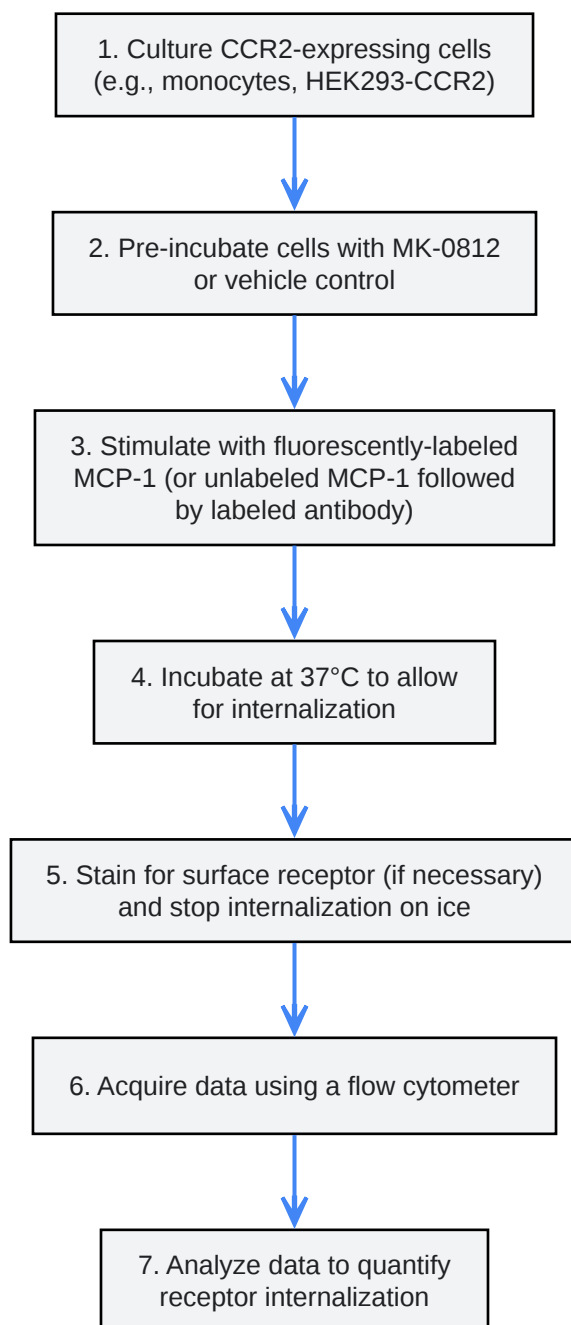 1. Culture CCR2-expressing cells
(e.g., monocytes, HEK293-CCR2)
2. Pre-incubate cells with MK-0812
or vehicle control
3. Stimulate with fluorescently-labeled
MCP-1 (or unlabeled MCP-1 followed
by labeled antibody)
4. Incubate at 37°C to allow
for internalization
5. Stain for surface receptor (if necessary)
and stop internalization on ice
6. Acquire data using a flow cytometer
7. Analyze data to quantify
receptor internalization